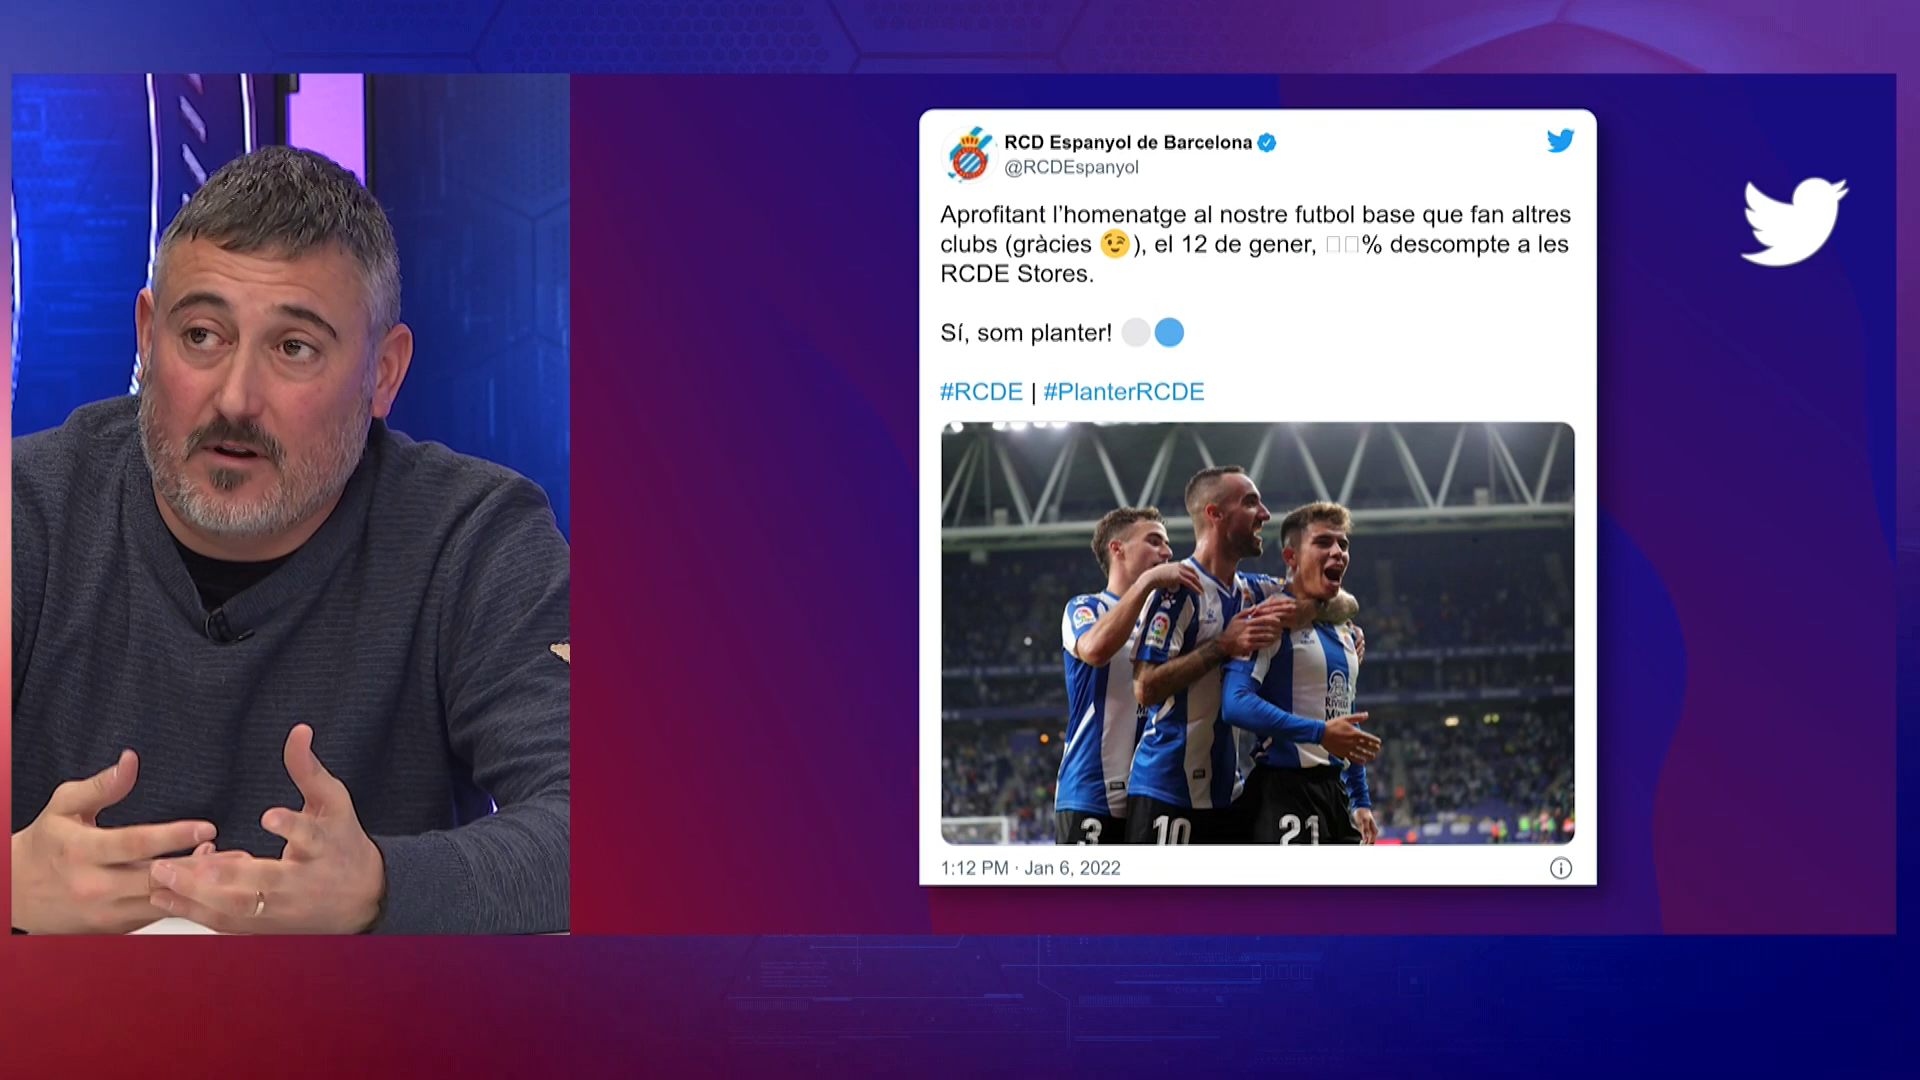 RCD Espanyol de Barcelona
@RCDEspanyol
Aprofitant l’homenatge al nostre futbol base que fan altres
clubs (gràcies 😉), el 12 de gener, □□% descompte a les
RCDE Stores.
Sí, som planter! ⚪🔵
#RCDE | #PlanterRCDE
3 10 21
1:12 PM · Jan 6, 2022